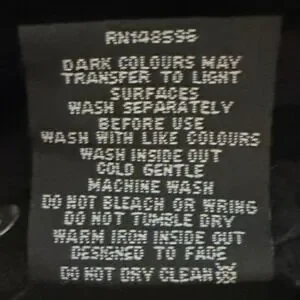 RN148596
DARK COLOURS MAY
TRANSFER TO LIGHT
SURFACES
WASH SEPARATELY
BEFORE USE
WASH WITH LIKE COLOURS
WASH INSIDE OUT
COLD GENTLE
MACHINE WASH
DO NOT BLEACH OR WRING
DO NOT TUMBLE DRY
WARM IRON INSIDE OUT
DESIGNED TO FADE
DO NOT DRY CLEAN